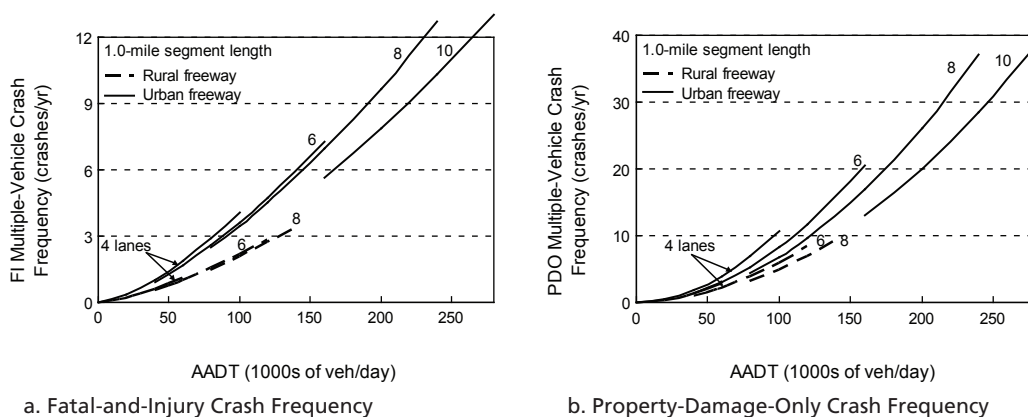 FI Multiple-Vehicle Crash
Frequency (crashes/yr)
12
9
6
3
0
1.0-mile segment length
Rural freeway
Urban freeway
8
10
6
6
8
4 lanes
0 50 100 150 200 250
AADT (1000s of veh/day)
a. Fatal-and-Injury Crash Frequency
PDO Multiple-Vehicle Crash
Frequency (crashes/yr)
40
30
20
10
0
1.0-mile segment length
Rural freeway
Urban freeway
8
10
6
6
8
4 lanes
0 50 100 150 200 250
AADT (1000s of veh/day)
b. Property-Damage-Only Crash Frequency